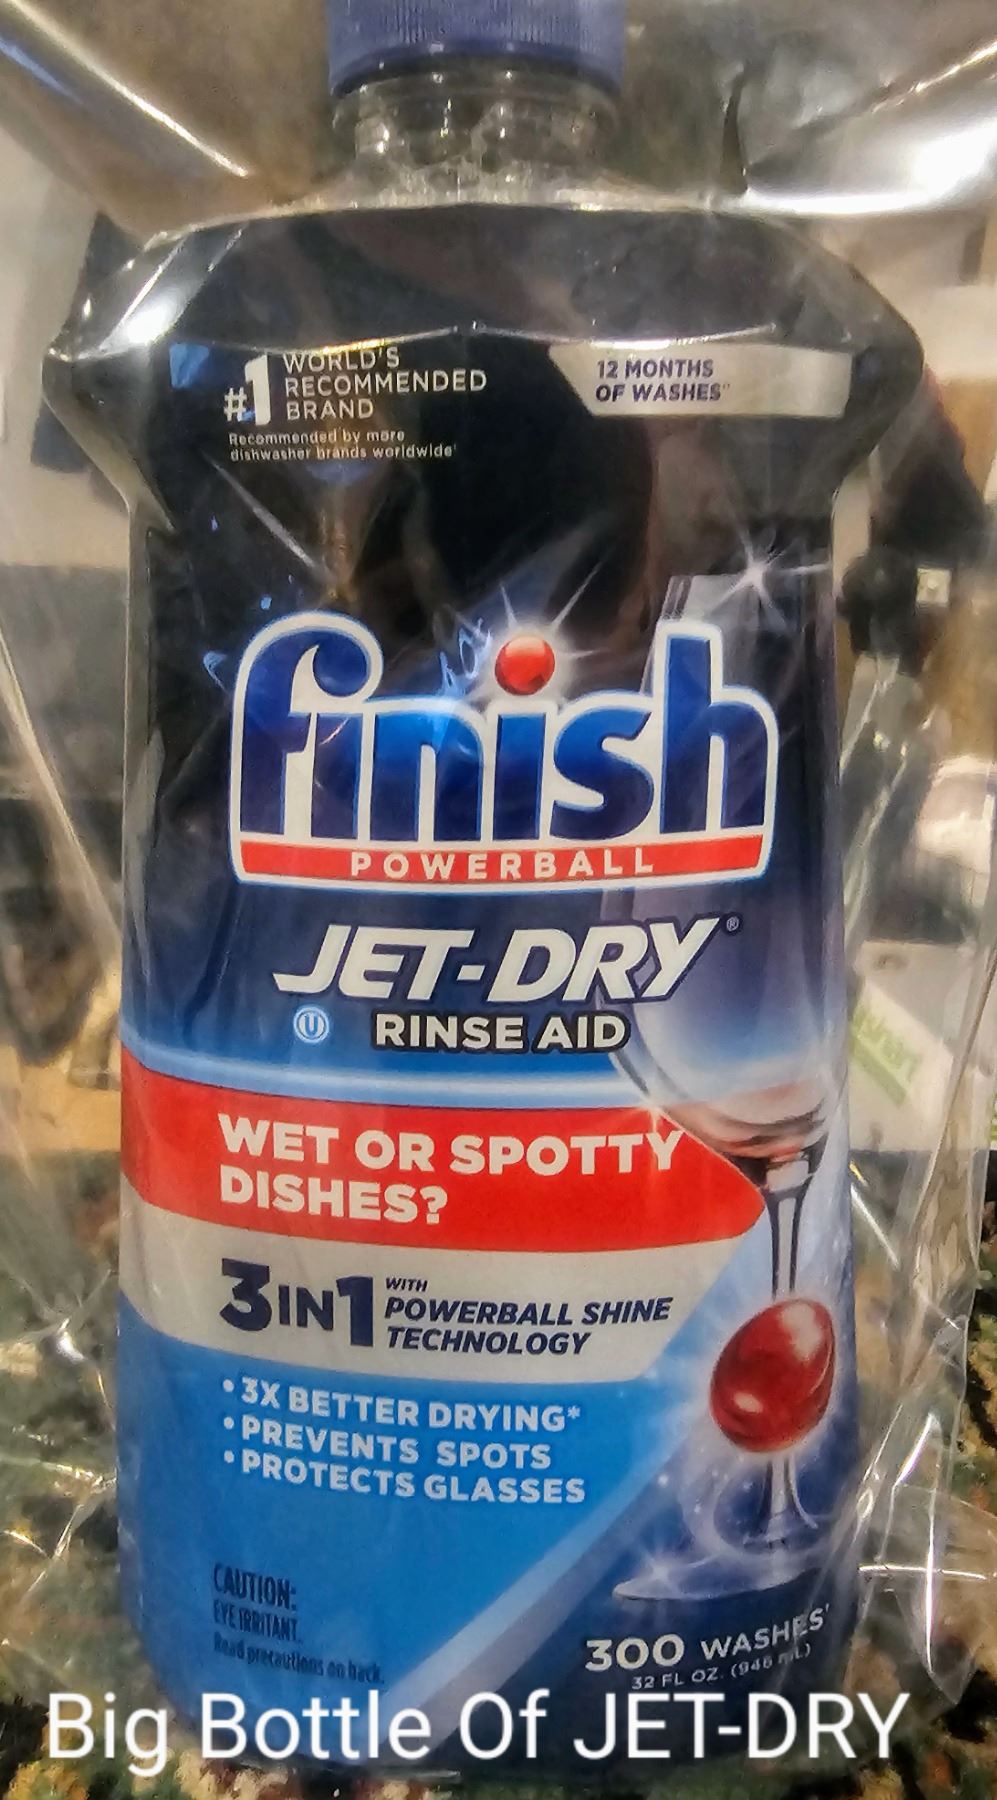 #1 WORLD'S
RECOMMENDED
BRAND
Recommended by more
dishwasher brands worldwide
12 MONTHS
OF WASHES
finish
POWERBALL
JET-DRY®
U RINSE AID
WET OR SPOTTY
DISHES?
3IN1 WITH
POWERBALL SHINE
TECHNOLOGY
• 3X BETTER DRYING*
• PREVENTS SPOTS
• PROTECTS GLASSES
CAUTION:
EYE IRRITANT.
Read precautions on back.
300 WASHES
32 FL OZ. (946 mL)
Big Bottle Of JET-DRY